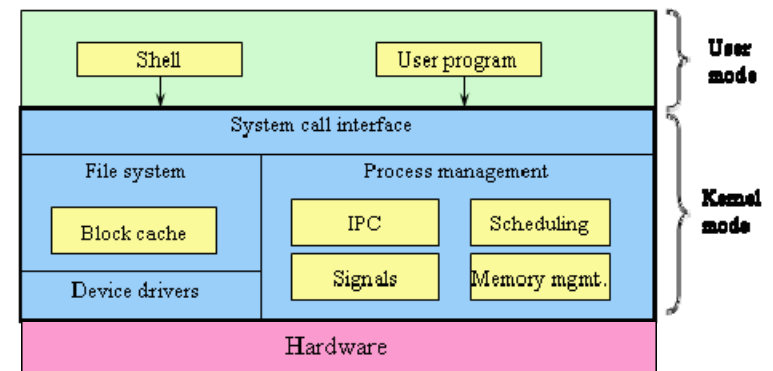 Shell
User program
User
mode
System call interface
File system
Process management
Block cache
IPC
Scheduling
Signals
Memory mgmt.
Device drivers
Kernel
mode
Hardware